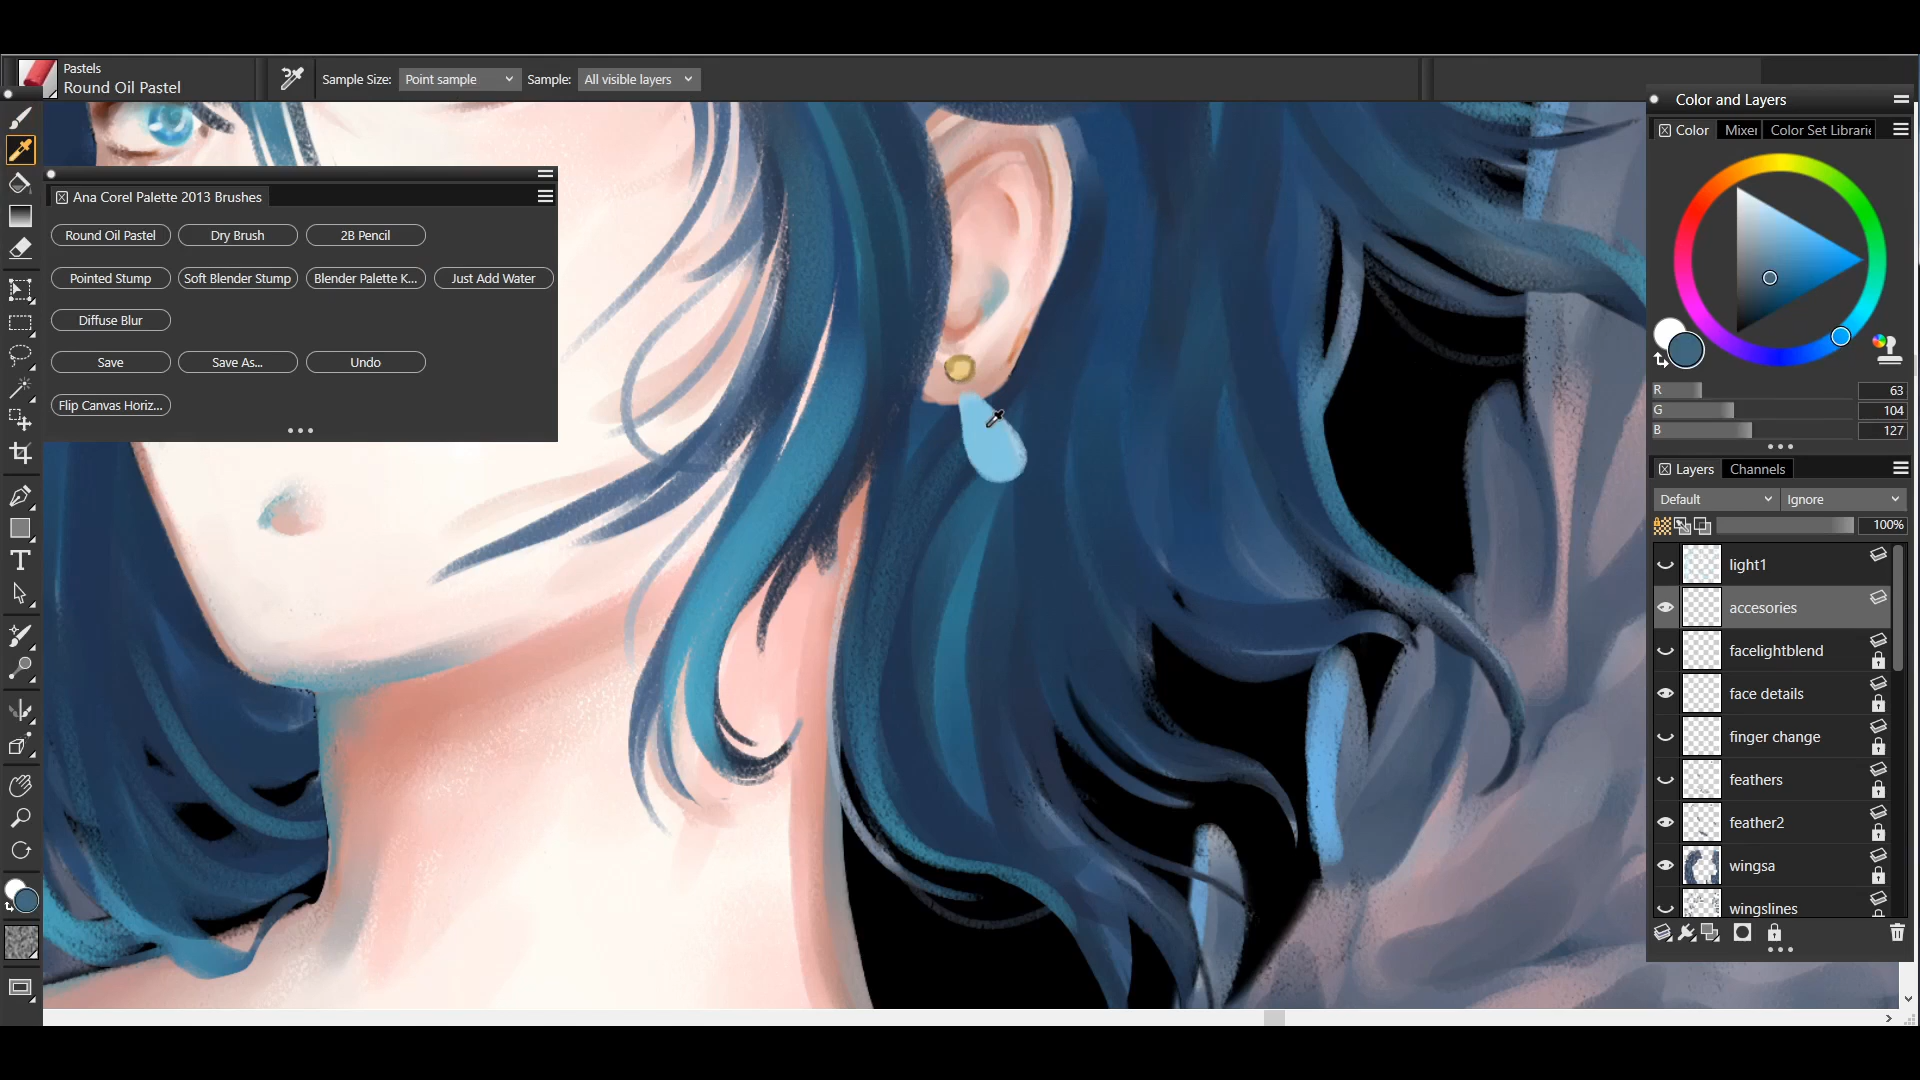 Pastels
Round Oil Pastel
Sample Size: Point sample Sample: All visible layers
Ana Corel Palette 2013 Brushes
Round Oil Pastel Dry Brush 2B Pencil
Pointed Stump Soft Blender Stump Blender Palette K... Just Add Water
Diffuse Blur
Save Save As... Undo
Flip Canvas Horiz...
Color and Layers
Color Mixer Color Set Librarie
R 63
G 104
B 127
Layers Channels
Default Ignore
100%
light1
accesories
facelightblend
face details
finger change
feathers
feather2
wingsa
wingslines
T